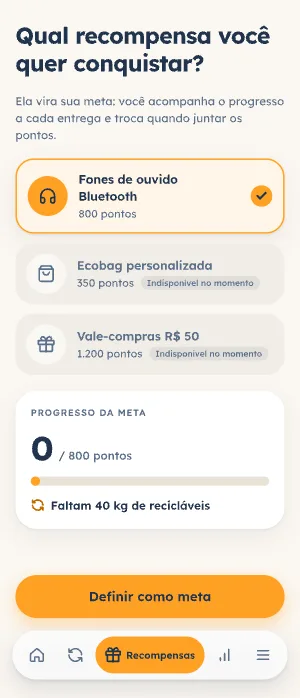 Qual recompensa você
quer conquistar?
Ela vira sua meta: você acompanha o progresso
a cada entrega e troca quando juntar os
pontos.
Fones de ouvido
Bluetooth
800 pontos
Ecobag personalizada
350 pontos Indisponível no momento
Vale-compras R$ 50
1.200 pontos Indisponível no momento
PROGRESSO DA META
0 / 800 pontos
Faltam 40 kg de recicláveis
Definir como meta
Recompensas